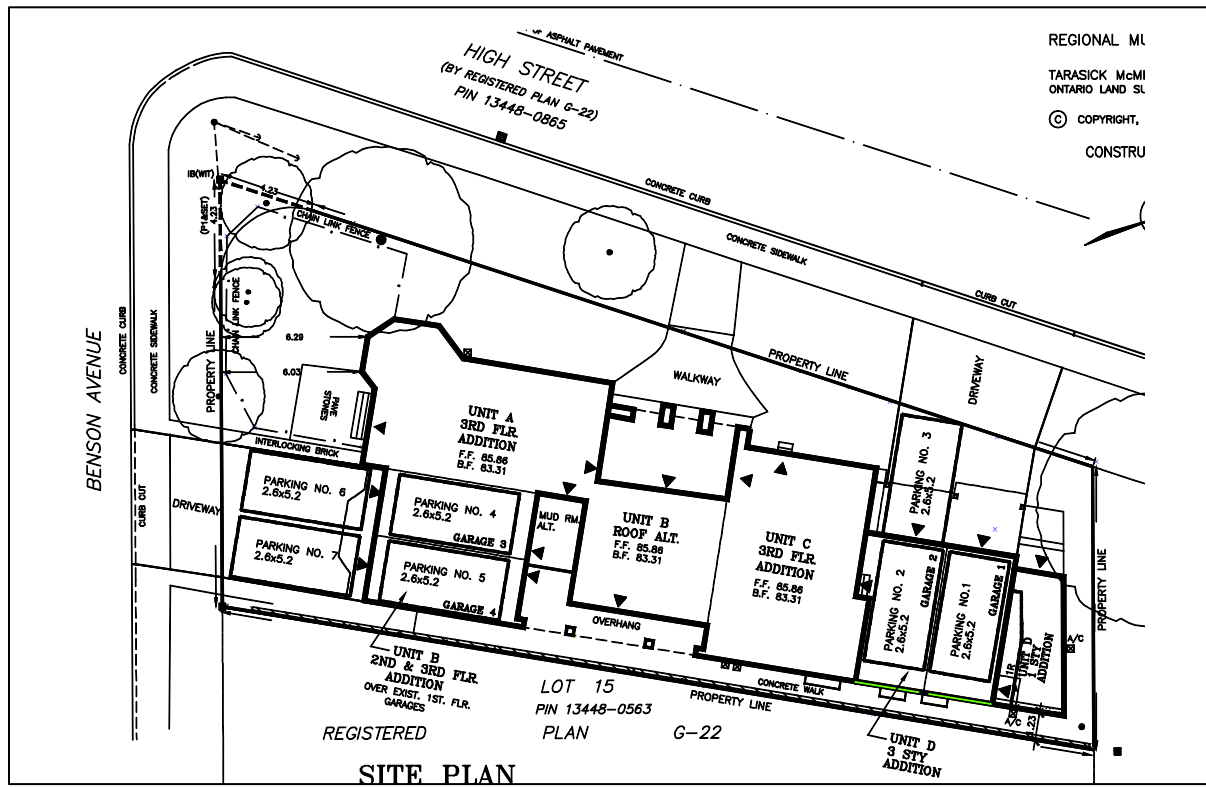 OF ASPHALT PAVEMENT
HIGH STREET
(BY REGISTERED PLAN G-22)
PIN 13448-0865
REGIONAL MU
TARASICK McMI
ONTARIO LAND SU
© COPYRIGHT,
CONSTRU
IB(WIT)
4.23
(P1&SET)
4.23
CHAIN LINK FENCE
CHAIN LINK FENCE
CONCRETE CURB
CONCRETE SIDEWALK
CURB CUT
BENSON AVENUE
CONCRETE CURB
CONCRETE SIDEWALK
PROPERTY LINE
6.29
6.03
PAVE
STONES
INTERLOCKING BRICK
WALKWAY
PROPERTY LINE
DRIVEWAY
UNIT A
3RD FLR.
ADDITION
F.F. 85.86
B.F. 83.31
PARKING NO. 3
2.6x5.2
CURB CUT
DRIVEWAY
PARKING NO. 6
2.6x5.2
PARKING NO. 7
2.6x5.2
PARKING NO. 4
2.6x5.2
GARAGE 3
PARKING NO. 5
2.6x5.2
GARAGE 4
MUD RM.
ALT.
UNIT B
ROOF ALT.
F.F. 85.86
B.F. 83.31
UNIT C
3RD FLR.
ADDITION
F.F. 85.86
B.F. 83.31
PARKING NO. 2
2.6x5.2
GARAGE 2
PARKING NO.1
2.6x5.2
GARAGE 1
PROPERTY LINE
A/C
UNIT D
1 STY
ADDITION
1R
A/C
1.23
OVERHANG
CONCRETE WALK
PROPERTY LINE
UNIT B
2ND & 3RD FLR.
ADDITION
OVER EXIST. 1ST. FLR.
GARAGES
LOT 15
PIN 13448-0563
REGISTERED PLAN G-22
UNIT D
3 STY
ADDITION
SITE PLAN